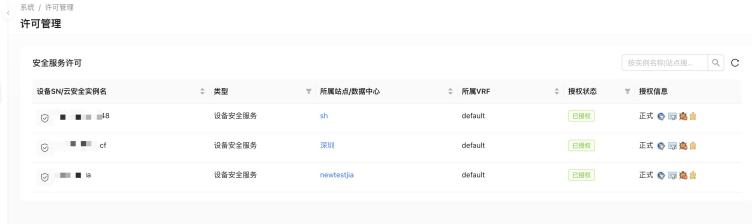 系统 / 许可管理
许可管理
安全服务许可
按实例名称|站点搜...
设备SN/云安全实例名 类型 所属站点/数据中心 所属VRF 授权状态 授权信息
48 设备安全服务 sh default 已授权 正式
cf 设备安全服务 深圳 default 已授权 正式
ia 设备安全服务 newtestjia default 已授权 正式